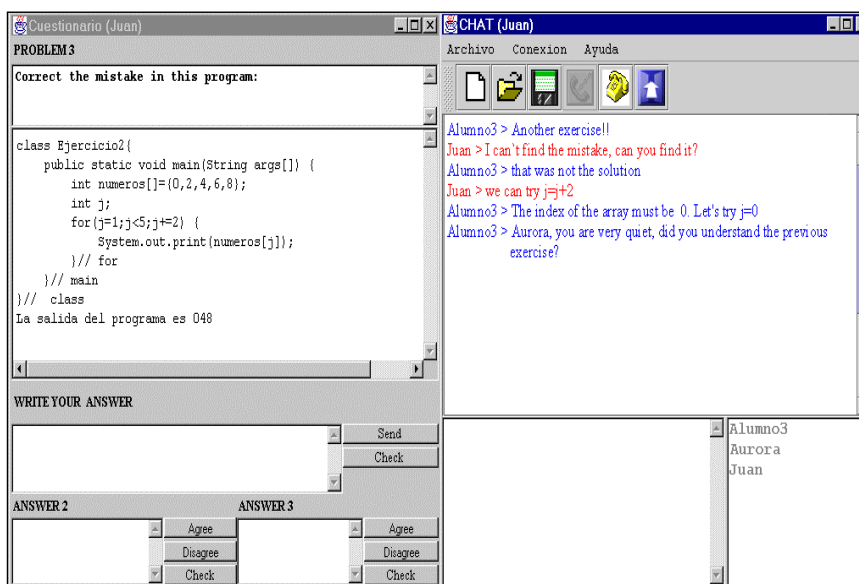 Cuestionario (Juan)
PROBLEM 3
Correct the mistake in this program:
class Ejercicio2{
public static void main(String args[]) {
int numeros[]={0,2,4,6,8};
int j;
for(j=1;j<5;j+=2) {
System.out.print(numeros[j]);
}// for
}// main
}// class
La salida del programa es 048
WRITE YOUR ANSWER
Send
Check
ANSWER 2
ANSWER 3
Agree
Disagree
Check
Agree
Disagree
Check
CHAT (Juan)
Archivo Conexion Ayuda
Alumno3 > Another exercise!!
Juan > I can't find the mistake, can you find it?
Alumno3 > that was not the solution
Juan > we can try j=j+2
Alumno3 > The index of the array must be 0. Let's try j=0
Alumno3 > Aurora, you are very quiet, did you understand the previous
exercise?
Alumno3
Aurora
Juan